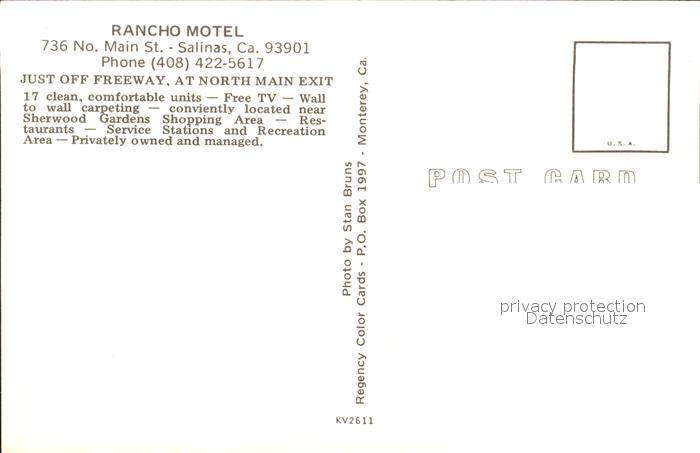 RANCHO MOTEL
736 No. Main St. - Salinas, Ca. 93901
Phone (408) 422-5617
JUST OFF FREEWAY, AT NORTH MAIN EXIT
17 clean, comfortable units — Free TV — Wall
to wall carpeting — conviently located near
Sherwood Gardens Shopping Area — Res-
taurants — Service Stations and Recreation
Area — Privately owned and managed.
Photo by Stan Bruns
Regency Color Cards - P.O. Box 1997 - Monterey, Ca.
KV2611
U.S.A.
POST CARD
privacy protection
Datenschutz